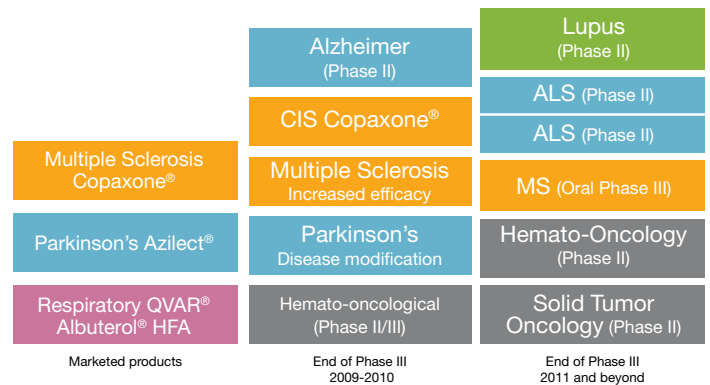 Multiple Sclerosis
Copaxone®
Parkinson's Azilect®
Respiratory QVAR®
Albuterol® HFA
Marketed products
Alzheimer
(Phase II)
CIS Copaxone®
Multiple Sclerosis
Increased efficacy
Parkinson's
Disease modification
Hemato-oncological
(Phase II/III)
End of Phase III
2009-2010
Lupus
(Phase II)
ALS (Phase II)
ALS (Phase II)
MS (Oral Phase III)
Hemato-Oncology
(Phase II)
Solid Tumor
Oncology (Phase II)
End of Phase III
2011 and beyond